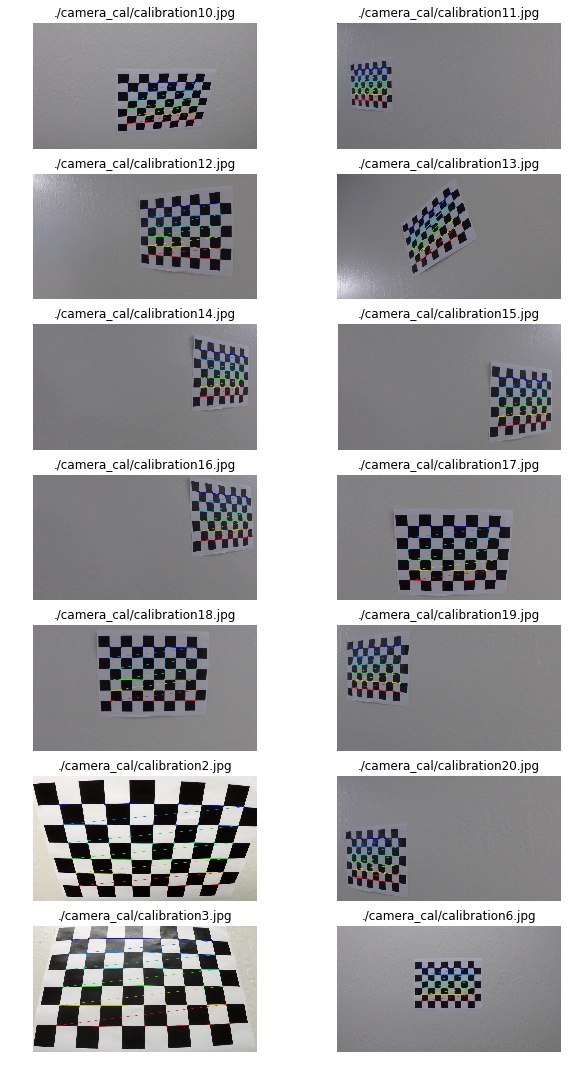 ./camera_cal/calibration10.jpg
./camera_cal/calibration11.jpg
./camera_cal/calibration12.jpg
./camera_cal/calibration13.jpg
./camera_cal/calibration14.jpg
./camera_cal/calibration15.jpg
./camera_cal/calibration16.jpg
./camera_cal/calibration17.jpg
./camera_cal/calibration18.jpg
./camera_cal/calibration19.jpg
./camera_cal/calibration2.jpg
./camera_cal/calibration20.jpg
./camera_cal/calibration3.jpg
./camera_cal/calibration6.jpg